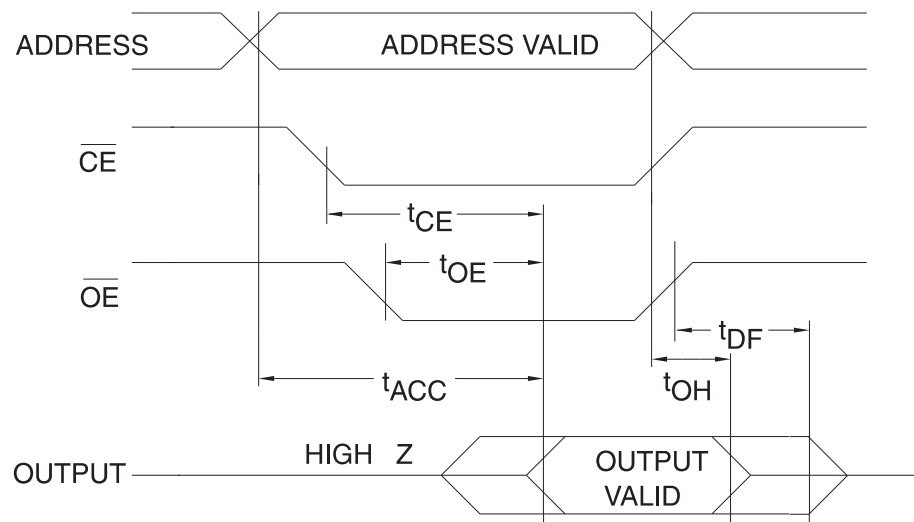 ADDRESS
ADDRESS VALID
CE
tCE
tOE
OE
tDF
tACC
tOH
HIGH Z
OUTPUT
OUTPUT
VALID